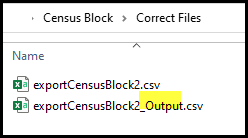 Census Block > Correct Files
Name
exportCensusBlock2.csv
exportCensusBlock2_Output.csv